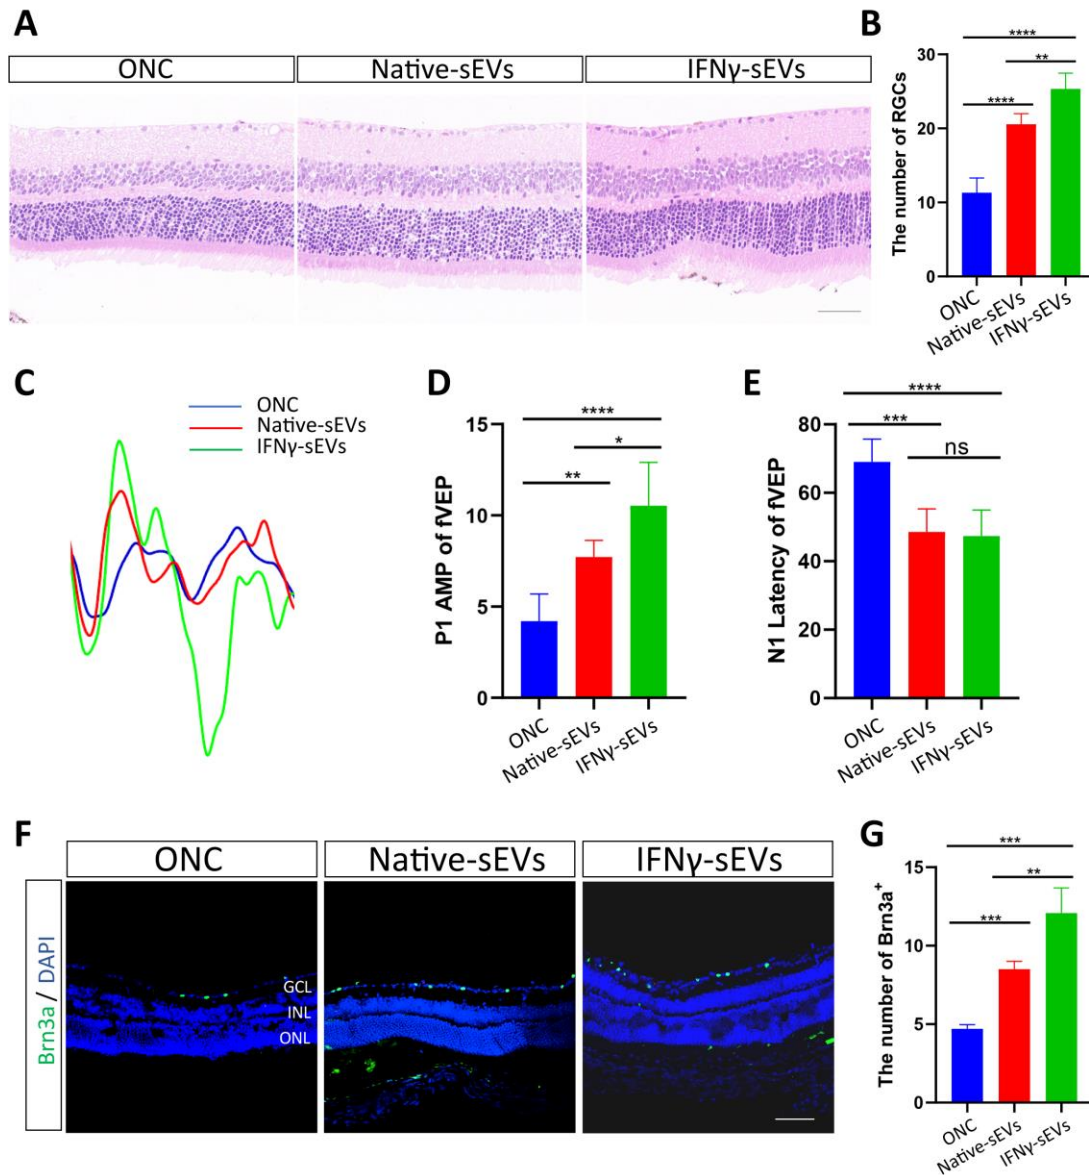 A
ONC
Native-sEVs
IFNγ-sEVs
B
The number of RGCs
30
20
10
0
****
**
****
ONC
Native-sEVs
IFNγ-sEVs
C
ONC
Native-sEVs
IFNγ-sEVs
D
P1 AMP of fVEP
15
10
5
0
****
*
**
ONC
Native-sEVs
IFNγ-sEVs
E
N1 Latency of fVEP
80
60
40
20
0
****
***
ns
ONC
Native-sEVs
IFNγ-sEVs
F
ONC
Native-sEVs
IFNγ-sEVs
Brn3a / DAPI
GCL
INL
ONL
G
The number of Brn3a+
15
10
5
0
***
**
***
ONC
Native-sEVs
IFNγ-sEVs